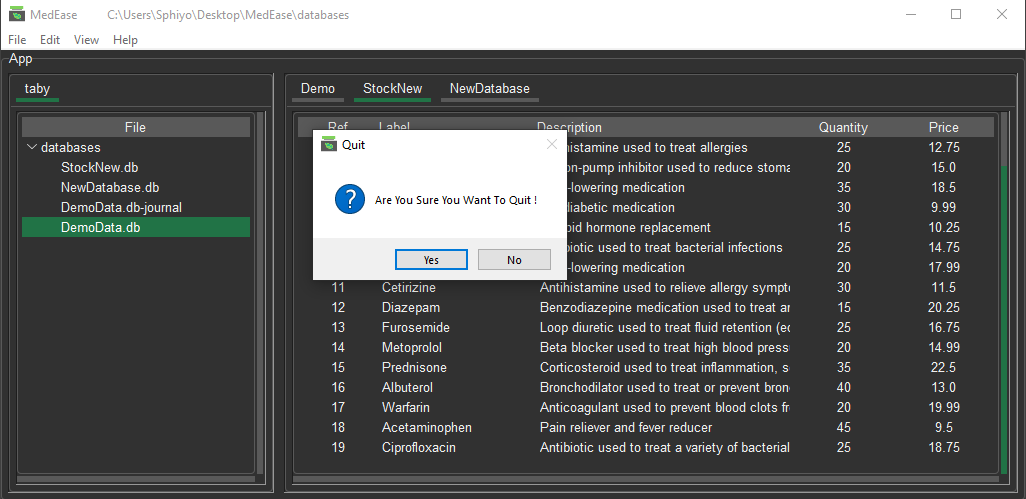 MedEase C:\Users\Sphiyo\Desktop\MedEase\databases
File Edit View Help
App
taby
Demo StockNew NewDatabase
File
databases
StockNew.db
NewDatabase.db
DemoData.db-journal
DemoData.db
Ref Label Description Quantity Price
histamine used to treat allergies 25 12.75
on-pump inhibitor used to reduce stoma 20 15.0
-lowering medication 35 18.5
diabetic medication 30 9.99
oid hormone replacement 15 10.25
biotic used to treat bacterial infections 25 14.75
-lowering medication 20 17.99
11 Cetirizine Antihistamine used to relieve allergy sympt 30 11.5
12 Diazepam Benzodiazepine medication used to treat an 15 20.25
13 Furosemide Loop diuretic used to treat fluid retention (ec 25 16.75
14 Metoprolol Beta blocker used to treat high blood press 20 14.99
15 Prednisone Corticosteroid used to treat inflammation, s 35 22.5
16 Albuterol Bronchodilator used to treat or prevent bron 40 13.0
17 Warfarin Anticoagulant used to prevent blood clots fr 20 19.99
18 Acetaminophen Pain reliever and fever reducer 45 9.5
19 Ciprofloxacin Antibiotic used to treat a variety of bacterial 25 18.75
Quit
Are You Sure You Want To Quit !
Yes No